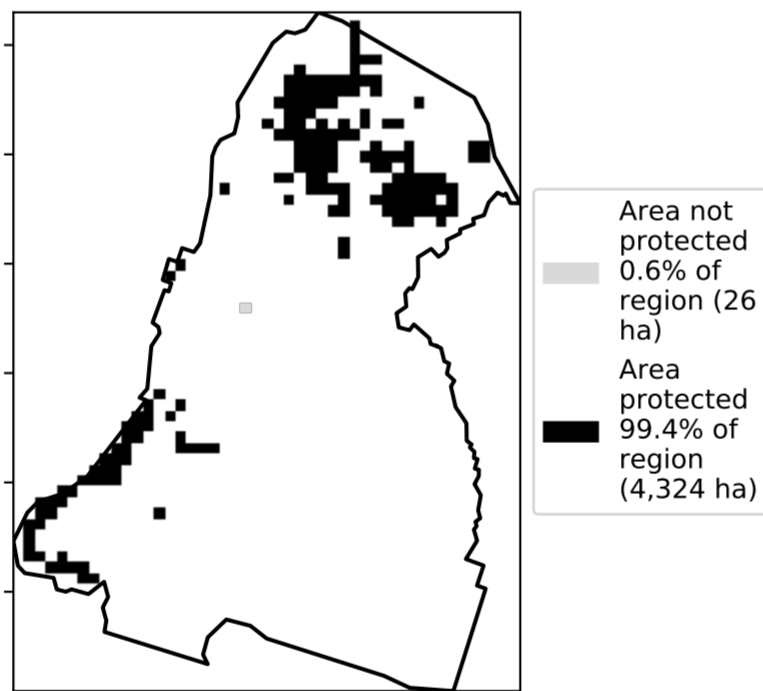 Area not
protected
0.6% of
region (26
ha)
Area
protected
99.4% of
region
(4,324 ha)